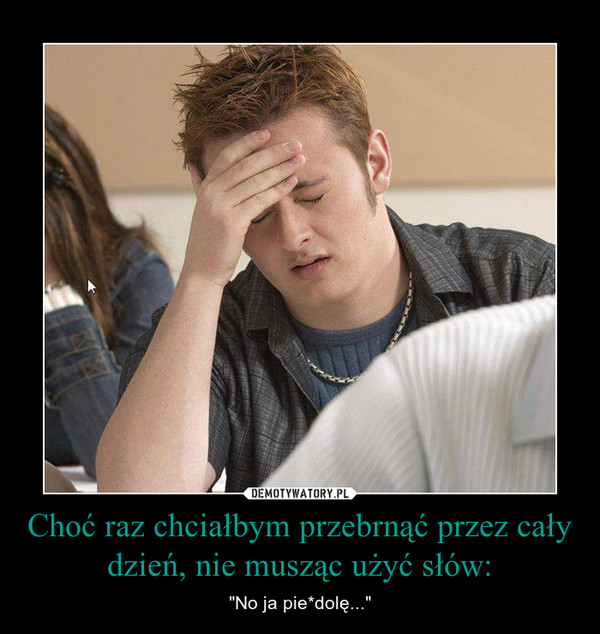 DEMOTYWATORY.PL
Choć raz chciałbym przebrnąć przez cały
dzień, nie musząc użyć słów:
"No ja pie*dolę..."